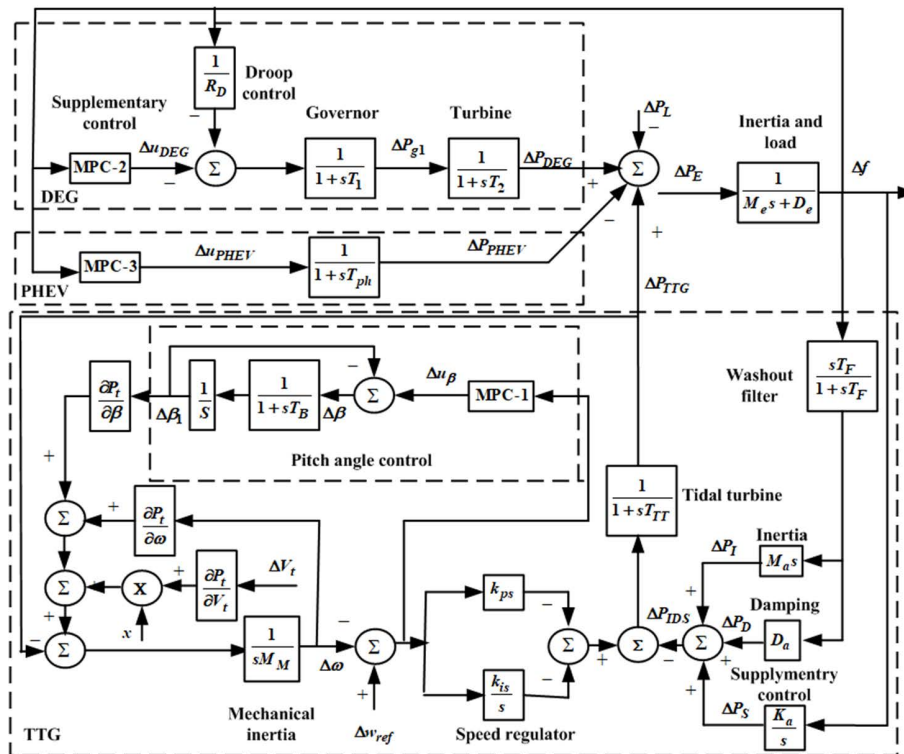 1
R_D
Droop
control
Supplementary
control
Governor
Turbine
ΔP_L
Inertia and
load
MPC-2
Δu_DEG
Σ
1
1+sT_1
ΔP_g1
1
1+sT_2
ΔP_DEG
Σ
ΔP_E
1
M_e s+D_e
Δf
DEG
MPC-3
Δu_PHEV
1
1+sT_ph
ΔP_PHEV
PHEV
ΔP_TTG
∂P_t
∂β
Δβ_1
1
S
1
1+sT_B
Δβ
Σ
Δu_β
MPC-1
Pitch angle control
Washout
filter
sT_F
1+sT_F
1
1+sT_TT
Tidal turbine
Σ
∂P_t
∂ω
Σ
X
∂P_t
∂V_t
ΔV_t
x
Σ
1
sM_M
Δω
Σ
Δw_ref
Mechanical
inertia
k_ps
k_is
s
Σ
Speed regulator
Σ
ΔP_IDS
Σ
Inertia
ΔP_I
M_a s
Damping
ΔP_D
D_a
Supplymentry
control
ΔP_S
K_a
s
TTG